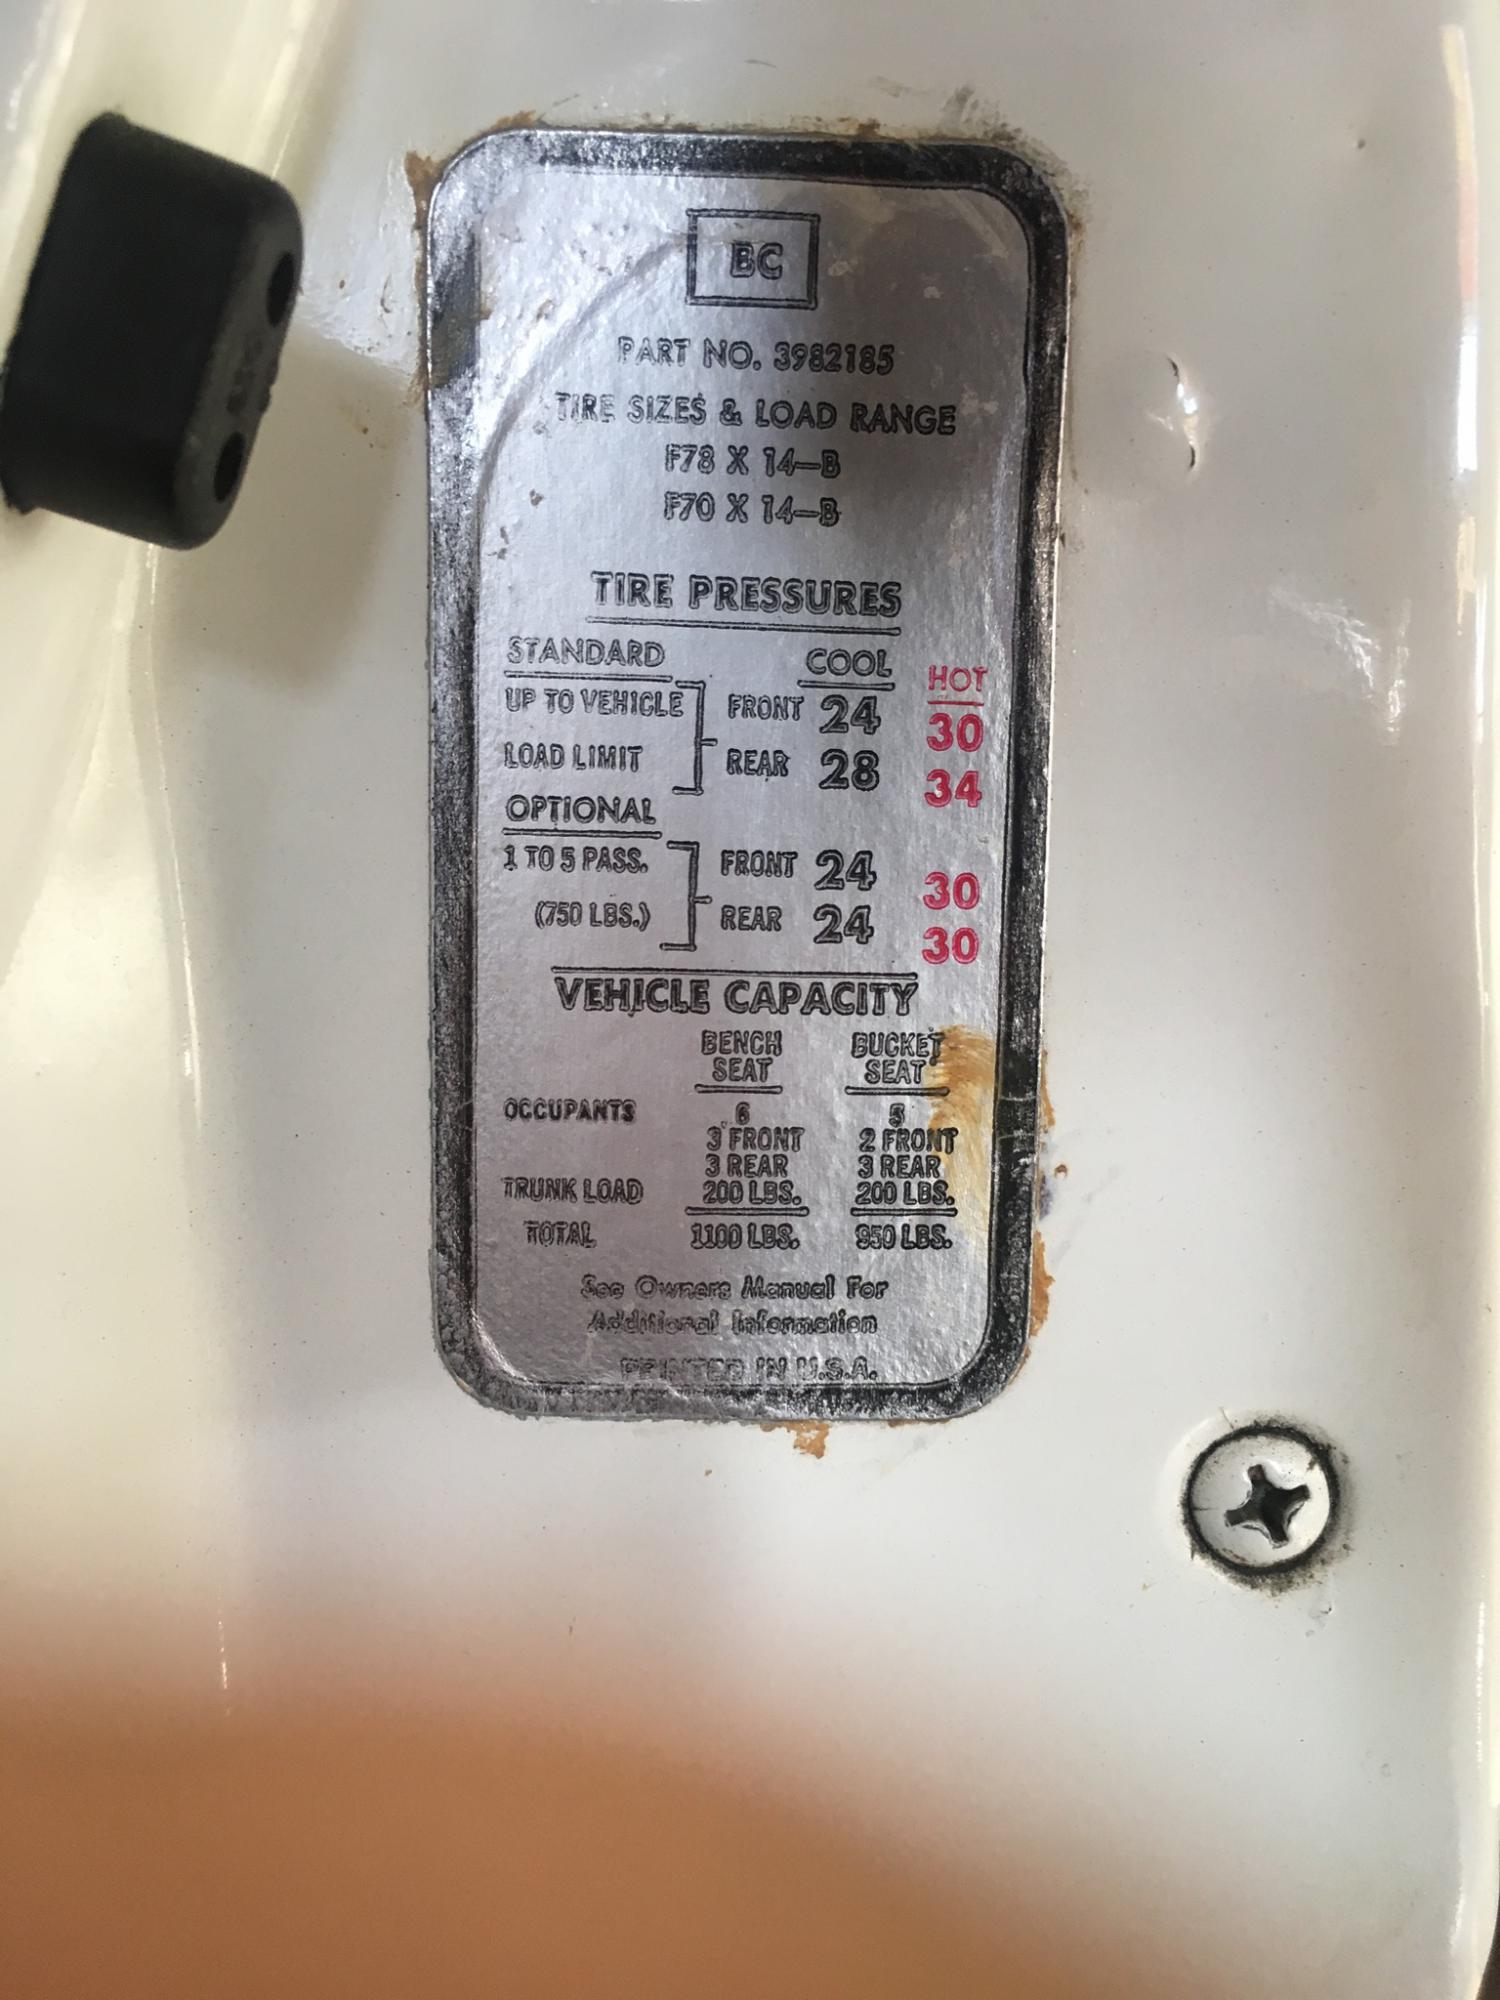 BC
PART NO. 3982185
TIRE SIZES & LOAD RANGE
F78 X 14—B
F70 X 14—B
TIRE PRESSURES
STANDARD COOL HOT
UP TO VEHICLE FRONT 24 30
LOAD LIMIT REAR 28 34
OPTIONAL
1 TO 5 PASS. FRONT 24 30
(750 LBS.) REAR 24 30
VEHICLE CAPACITY
BENCH BUCKET
SEAT SEAT
OCCUPANTS 6 5
3 FRONT 2 FRONT
3 REAR 3 REAR
TRUNK LOAD 200 LBS. 200 LBS.
TOTAL 1100 LBS. 950 LBS.
See Owners Manual For
Additional Information
PRINTED IN U.S.A.